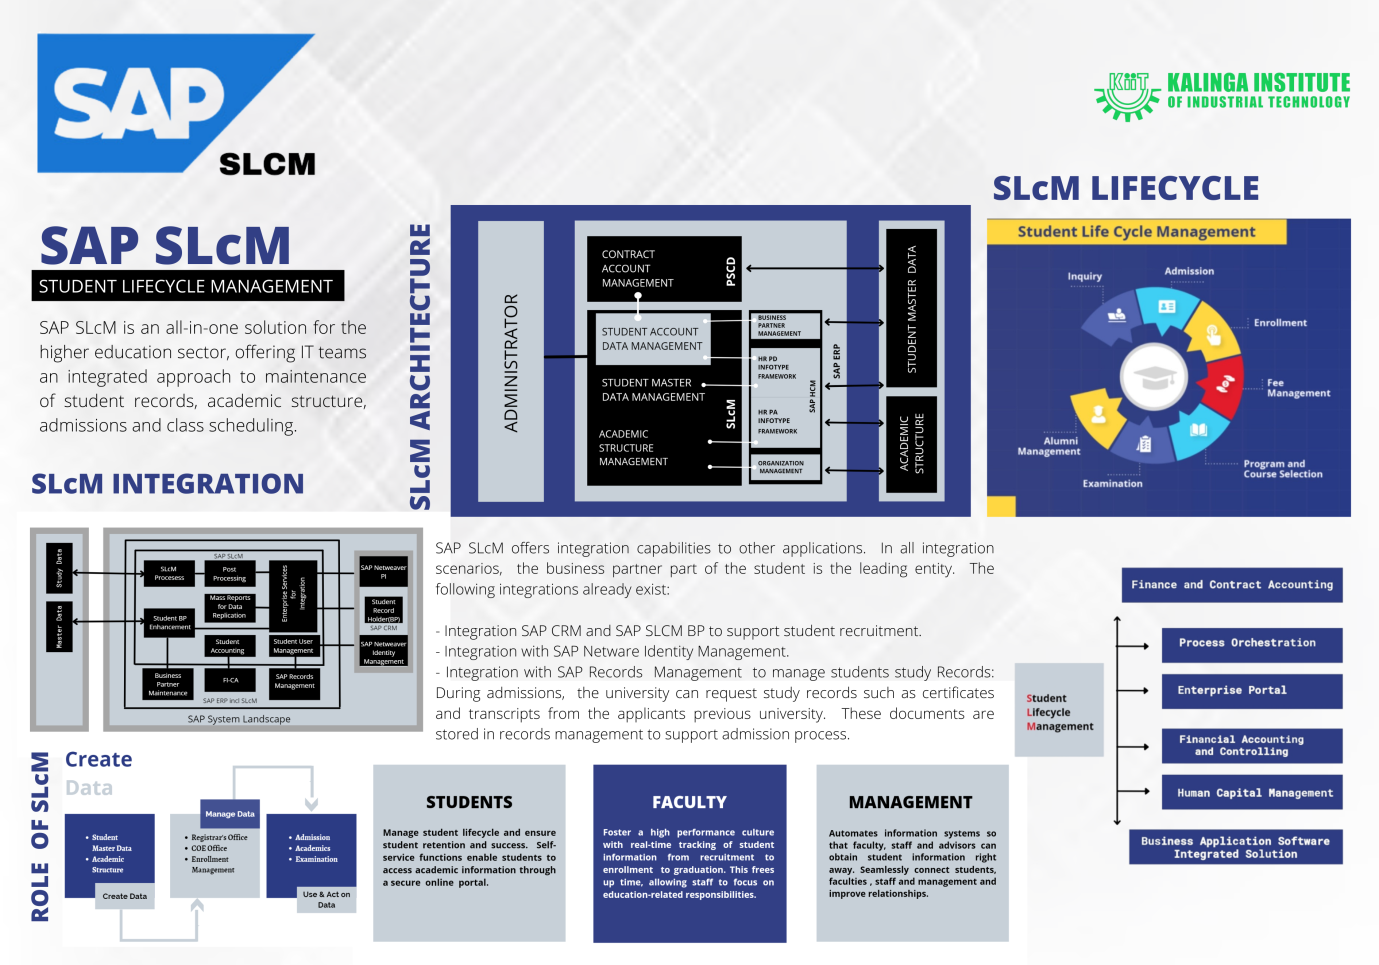 SAP
SLCM
KiiT
KALINGA INSTITUTE
OF INDUSTRIAL TECHNOLOGY
SAP SLcM
STUDENT LIFECYCLE MANAGEMENT
SAP SLcM is an all-in-one solution for the
higher education sector, offering IT teams
an integrated approach to maintenance
of student records, academic structure,
admissions and class scheduling.
SLcM ARCHITECTURE
ADMINISTRATOR
CONTRACT
ACCOUNT
MANAGEMENT
PSCD
STUDENT ACCOUNT
DATA MANAGEMENT
STUDENT MASTER
DATA MANAGEMENT
ACADEMIC
STRUCTURE
MANAGEMENT
SLcM
BUSINESS
PARTNER
MANAGEMENT
HR PD
INFOTYPE
FRAMEWORK
HR PA
INFOTYPE
FRAMEWORK
ORGANIZATION
MANAGEMENT
SAP HCM
SAP ERP
STUDENT MASTER DATA
ACADEMIC
STRUCTURE
SLcM LIFECYCLE
Student Life Cycle Management
Inquiry
Admission
Enrollment
Fee
Management
Program and
Course Selection
Examination
Alumni
Management
SLcM INTEGRATION
Study Data
Master Data
SAP SLcM
SLcM
Procesess
Post
Processing
Mass Reports
for Data
Replication
Enterprise Services
for
Integration
Student BP
Enhancement
Student
Accounting
Student User
Management
Business
Partner
Maintenance
FI-CA
SAP Records
Management
SAP ERP incl SLcM
SAP System Landscape
SAP Netweaver
PI
Student
Record
Holder(BP)
SAP CRM
SAP Netweaver
Identity
Management
SAP SLcM offers integration capabilities to other applications. In all integration
scenarios, the business partner part of the student is the leading entity. The
following integrations already exist:
- Integration SAP CRM and SAP SLCM BP to support student recruitment.
- Integration with SAP Netware Identity Management.
- Integration with SAP Records Management to manage students study Records:
During admissions, the university can request study records such as certificates
and transcripts from the applicants previous university. These documents are
stored in records management to support admission process.
Finance and Contract Accounting
Process Orchestration
Enterprise Portal
Financial Accounting
and Controlling
Human Capital Management
Business Application Software
Integrated Solution
Student
Lifecycle
Management
ROLE OF SLcM
Create
Data
• Student
Master Data
• Academic
Structure
Create Data
Manage Data
• Registrar's Office
• COE Office
• Enrollment
Management
• Admission
• Academics
• Examination
Use & Act on
Data
STUDENTS
Manage student lifecycle and ensure
student retention and success. Self-
service functions enable students to
access academic information through
a secure online portal.
FACULTY
Foster a high performance culture
with real-time tracking of student
information from recruitment to
enrollment to graduation. This frees
up time, allowing staff to focus on
education-related responsibilities.
MANAGEMENT
Automates information systems so
that faculty, staff and advisors can
obtain student information right
away. Seamlessly connect students,
faculties , staff and management and
improve relationships.